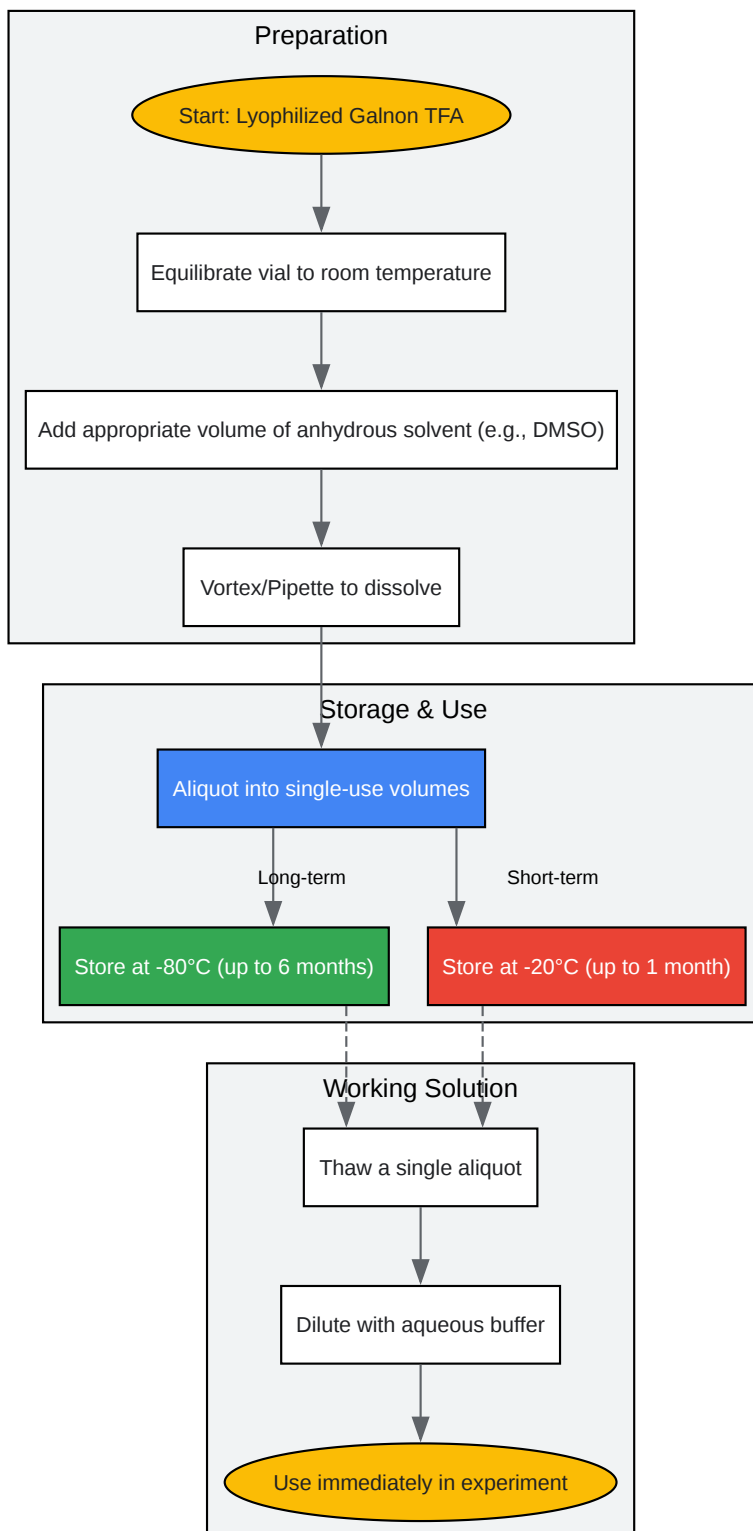 Preparation
Start: Lyophilized Galnon TFA
Equilibrate vial to room temperature
Add appropriate volume of anhydrous solvent (e.g., DMSO)
Vortex/Pipette to dissolve
Storage & Use
Aliquot into single-use volumes
Long-term
Short-term
Store at -80°C (up to 6 months)
Store at -20°C (up to 1 month)
Working Solution
Thaw a single aliquot
Dilute with aqueous buffer
Use immediately in experiment